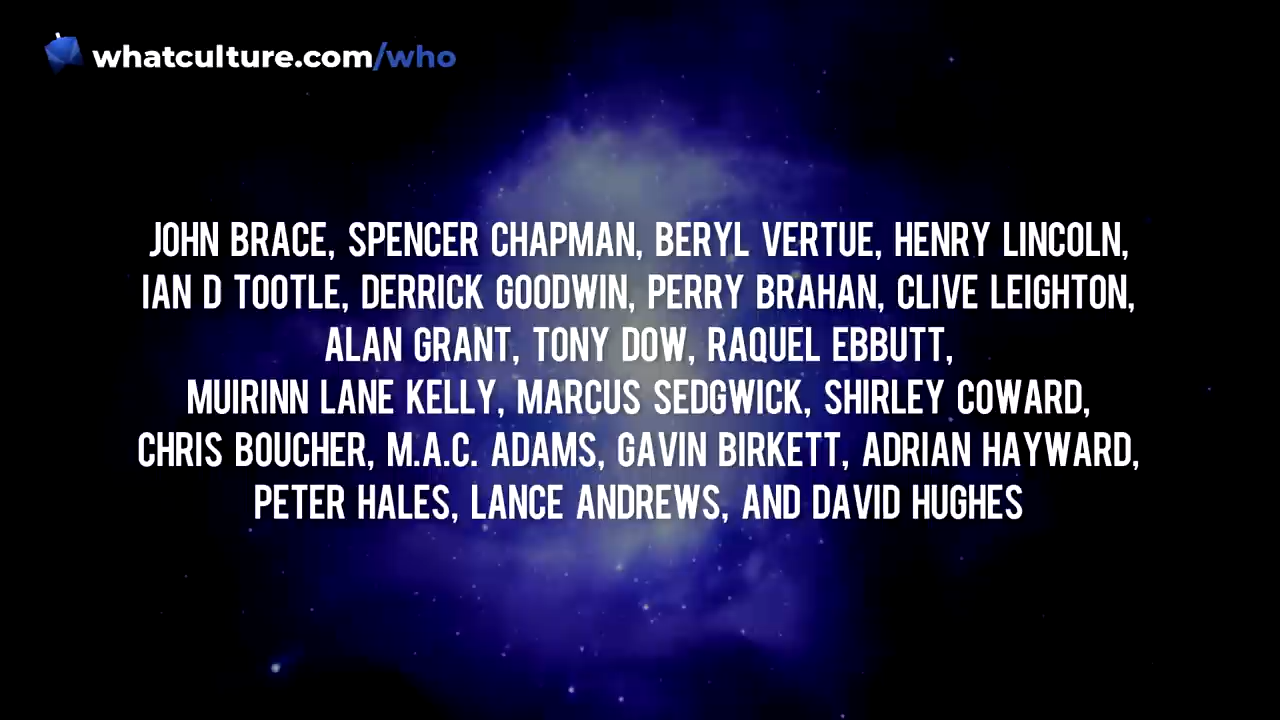 whatculture.com/who
JOHN BRACE, SPENCER CHAPMAN, BERYL VERTUE, HENRY LINCOLN,
IAN D TOOTLE, DERRICK GOODWIN, PERRY BRAHAN, CLIVE LEIGHTON,
ALAN GRANT, TONY DOW, RAQUEL EBBUTT,
MUIRINN LANE KELLY, MARCUS SEDGWICK, SHIRLEY COWARD,
CHRIS BOUCHER, M.A.C. ADAMS, GAVIN BIRKETT, ADRIAN HAYWARD,
PETER HALES, LANCE ANDREWS, AND DAVID HUGHES